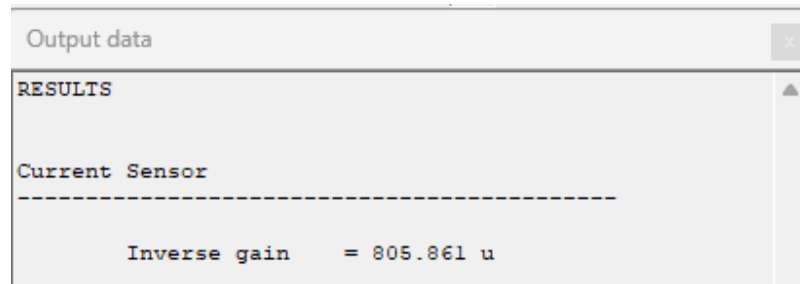 Output data
x
RESULTS
Current Sensor
--------------------------------------------
Inverse gain = 805.861 u